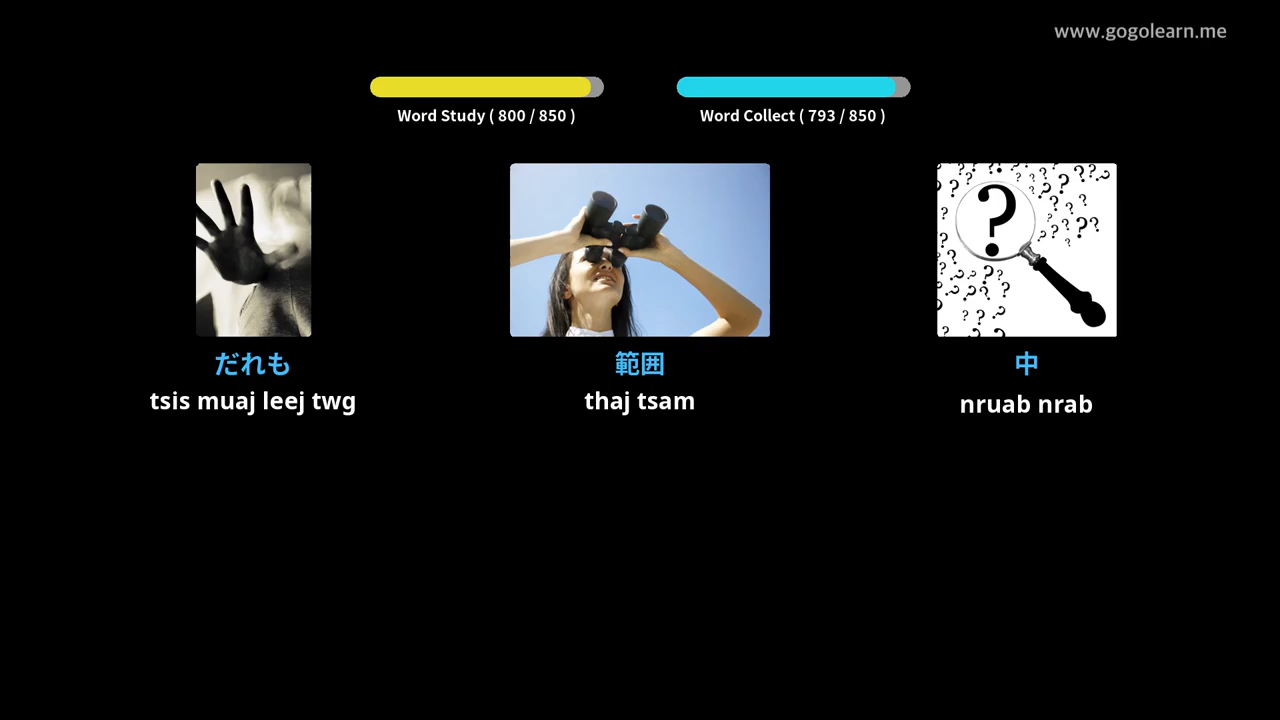 www.gogolearn.me
Word Study ( 800 / 850 )
Word Collect ( 793 / 850 )
だれも
tsis muaj leej twg
範囲
thaj tsam
中
nruab nrab